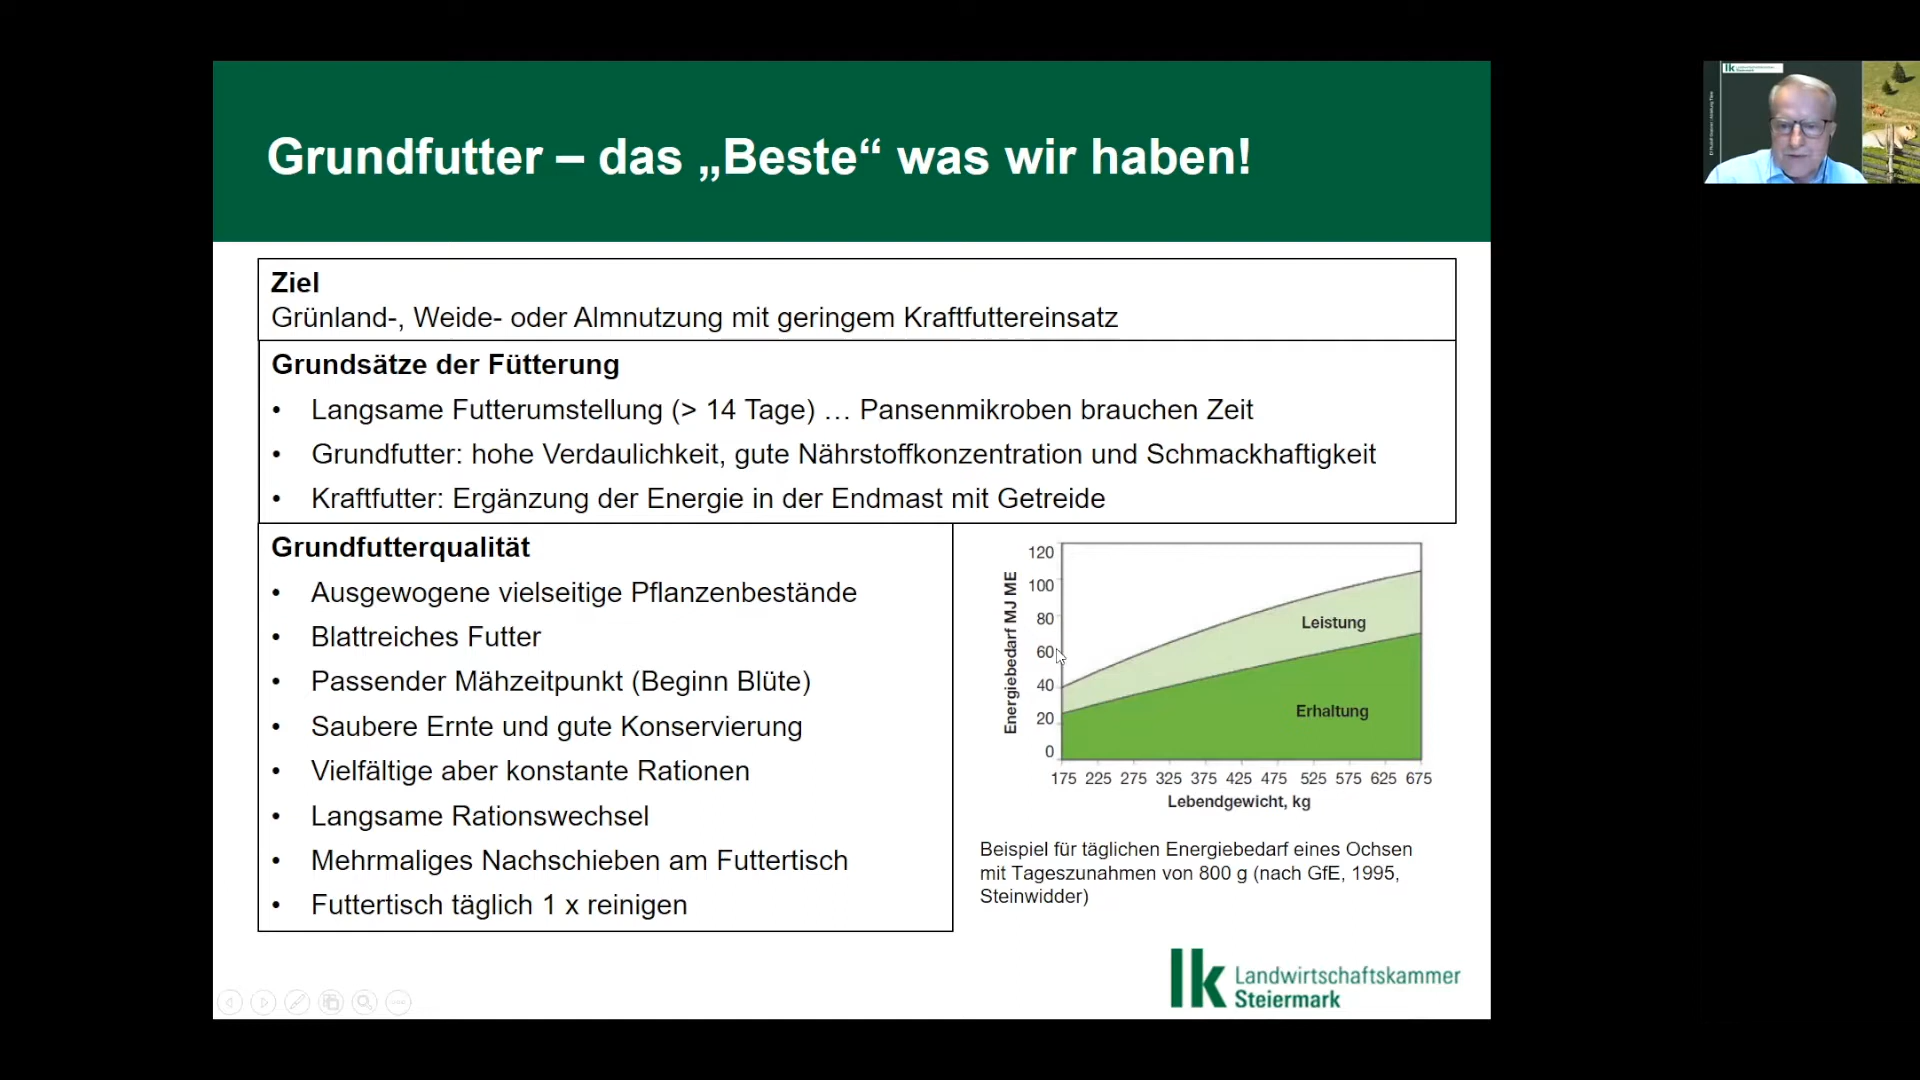 Grundfutter – das „Beste“ was wir haben!
Ziel
Grünland-, Weide- oder Almnutzung mit geringem Kraftfuttereinsatz
Grundsätze der Fütterung
• Langsame Futterumstellung (> 14 Tage) … Pansenmikroben brauchen Zeit
• Grundfutter: hohe Verdaulichkeit, gute Nährstoffkonzentration und Schmackhaftigkeit
• Kraftfutter: Ergänzung der Energie in der Endmast mit Getreide
Grundfutterqualität
• Ausgewogene vielseitige Pflanzenbestände
• Blattreiches Futter
• Passender Mähzeitpunkt (Beginn Blüte)
• Saubere Ernte und gute Konservierung
• Vielfältige aber konstante Rationen
• Langsame Rationswechsel
• Mehrmaliges Nachschieben am Futtertisch
• Futtertisch täglich 1 x reinigen
Energiebedarf MJ ME
120
100
80
60
40
20
0
Leistung
Erhaltung
175 225 275 325 375 425 475 525 575 625 675
Lebendgewicht, kg
Beispiel für täglichen Energiebedarf eines Ochsen
mit Tageszunahmen von 800 g (nach GfE, 1995,
Steinwidder)
lk Landwirtschaftskammer
Steiermark
lk